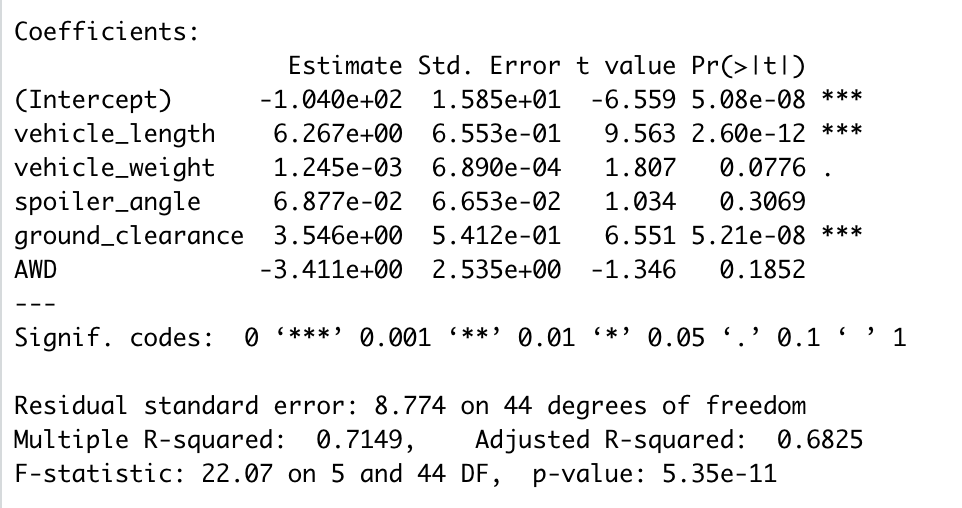 Coefficients:
Estimate Std. Error t value Pr(>|t|)
(Intercept) -1.040e+02 1.585e+01 -6.559 5.08e-08 ***
vehicle_length 6.267e+00 6.553e-01 9.563 2.60e-12 ***
vehicle_weight 1.245e-03 6.890e-04 1.807 0.0776 .
spoiler_angle 6.877e-02 6.653e-02 1.034 0.3069
ground_clearance 3.546e+00 5.412e-01 6.551 5.21e-08 ***
AWD -3.411e+00 2.535e+00 -1.346 0.1852
---
Signif. codes: 0 ‘***’ 0.001 ‘**’ 0.01 ‘*’ 0.05 ‘.’ 0.1 ‘ ’ 1
Residual standard error: 8.774 on 44 degrees of freedom
Multiple R-squared: 0.7149, Adjusted R-squared: 0.6825
F-statistic: 22.07 on 5 and 44 DF, p-value: 5.35e-11